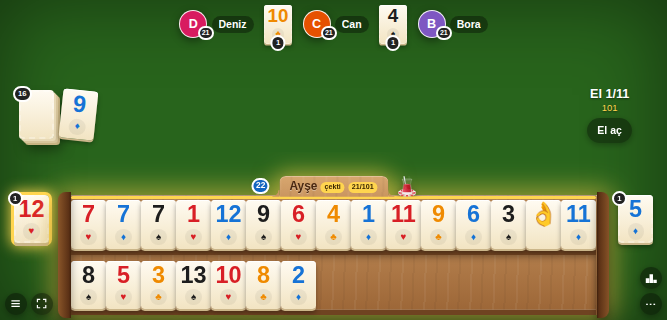 D 21 Deniz 10 1 C 21 Can 4 1 B 21 Bora
16 9
El 1/11
101
El aç
22 Ayşe çekti 21/101
1 12 1 5
7 7 7 1 12 9 6 4 1 11 9 6 3 11
8 5 3 13 10 8 2